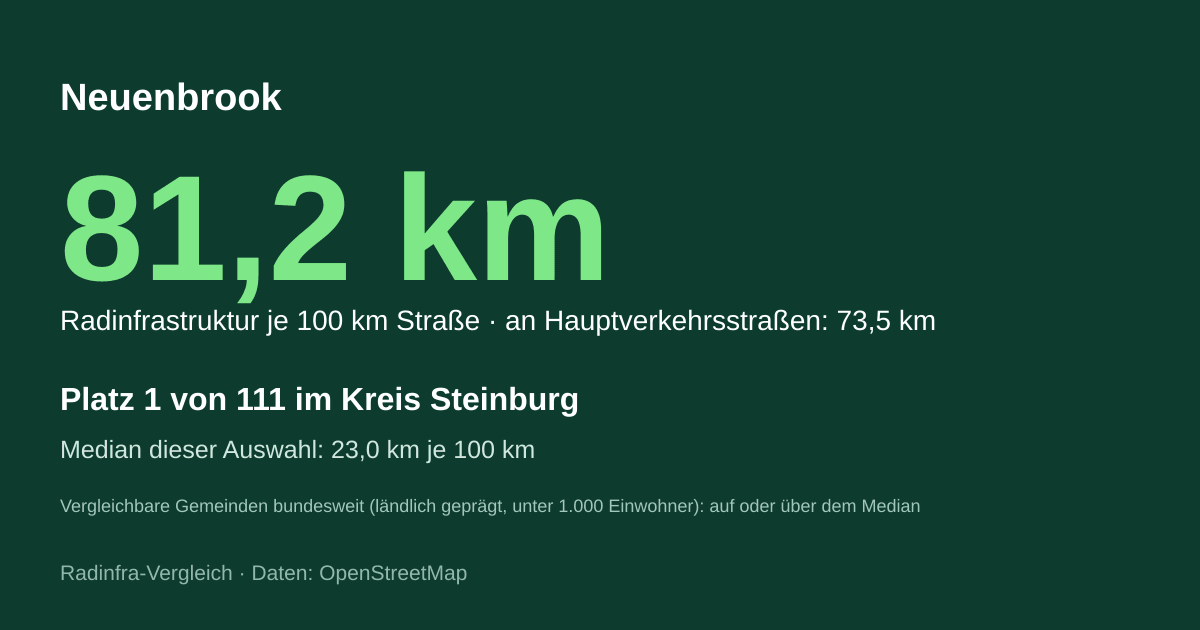 Neuenbrook
81,2 km
Radinfrastruktur je 100 km Straße · an Hauptverkehrsstraßen: 73,5 km
Platz 1 von 111 im Kreis Steinburg
Median dieser Auswahl: 23,0 km je 100 km
Vergleichbare Gemeinden bundesweit (ländlich geprägt, unter 1.000 Einwohner): auf oder über dem Median
Radinfra-Vergleich · Daten: OpenStreetMap